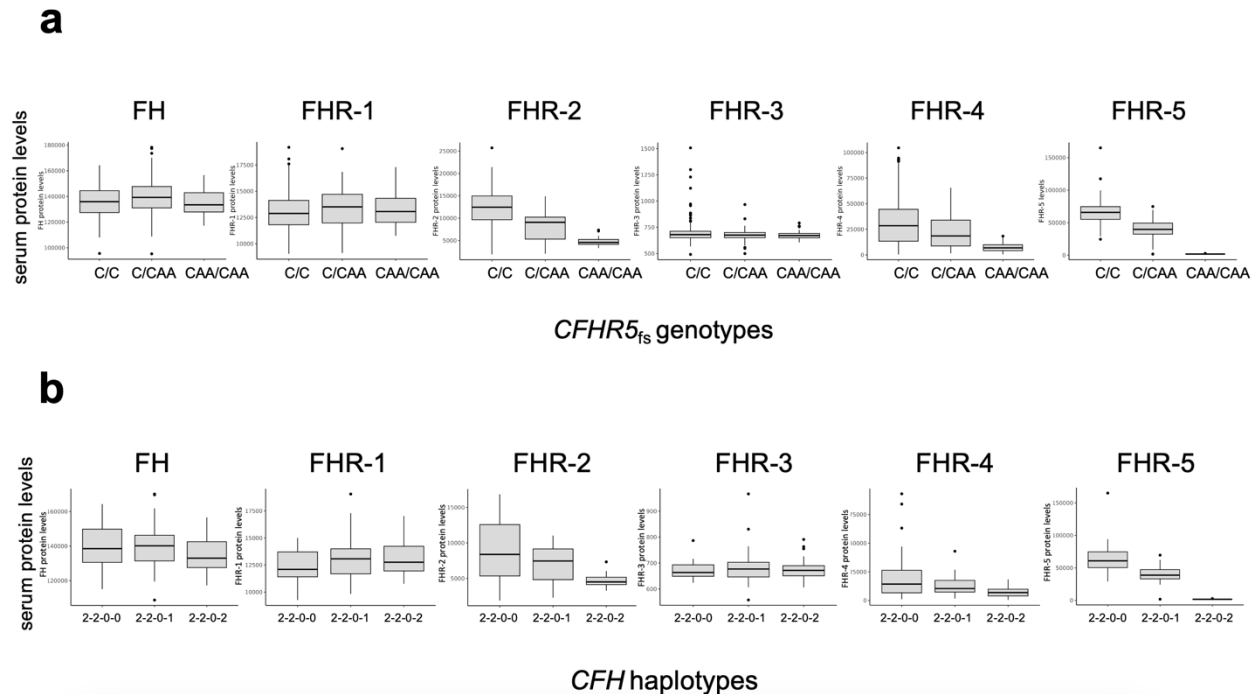 a
FH FHR-1 FHR-2 FHR-3 FHR-4 FHR-5
serum protein levels
FH protein levels
180000
160000
140000
120000
100000
C/C C/CAA CAA/CAA
FHR-1 protein levels
17500
15000
12500
10000
C/C C/CAA CAA/CAA
FHR-2 protein levels
25000
20000
15000
10000
5000
C/C C/CAA CAA/CAA
FHR-3 protein levels
1500
1250
1000
750
500
C/C C/CAA CAA/CAA
FHR-4 protein levels
100000
75000
50000
25000
0
C/C C/CAA CAA/CAA
FHR-5 levels
150000
100000
50000
0
C/C C/CAA CAA/CAA
CFHR5fs genotypes
b
FH FHR-1 FHR-2 FHR-3 FHR-4 FHR-5
serum protein levels
FH protein levels
160000
140000
120000
2-2-0-0 2-2-0-1 2-2-0-2
FHR-1 protein levels
17500
15000
12500
10000
2-2-0-0 2-2-0-1 2-2-0-2
FHR-2 protein levels
15000
10000
5000
2-2-0-0 2-2-0-1 2-2-0-2
FHR-3 protein levels
900
800
700
600
2-2-0-0 2-2-0-1 2-2-0-2
FHR-4 protein levels
75000
50000
25000
0
2-2-0-0 2-2-0-1 2-2-0-2
FHR-5 protein levels
150000
100000
50000
0
2-2-0-0 2-2-0-1 2-2-0-2
CFH haplotypes